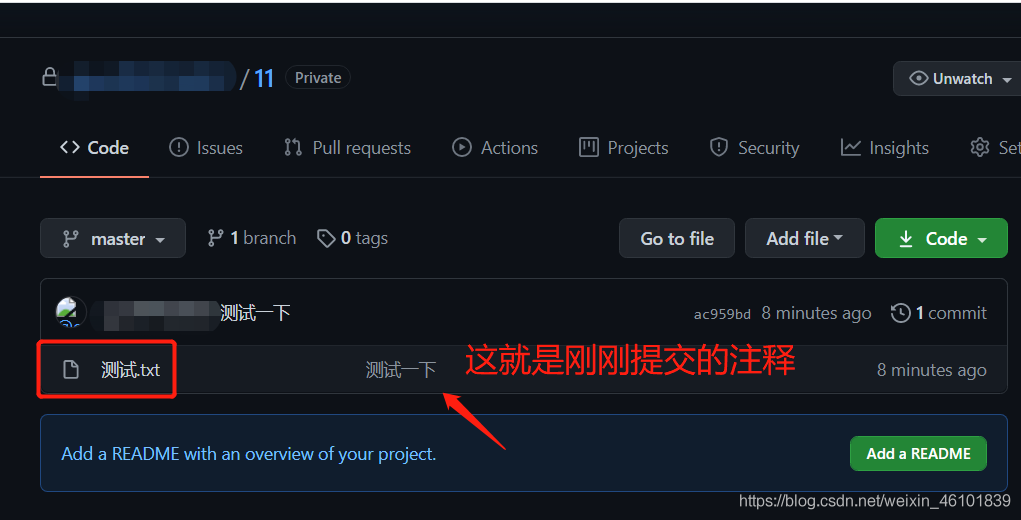 / 11 Private
Unwatch
Code Issues Pull requests Actions Projects Security Insights Set
master 1 branch 0 tags Go to file Add file Code
测试一下 ac959bd 8 minutes ago 1 commit
测试.txt 测试一下 这就是刚刚提交的注释 8 minutes ago
Add a README with an overview of your project. Add a README
https://blog.csdn.net/weixin_46101839